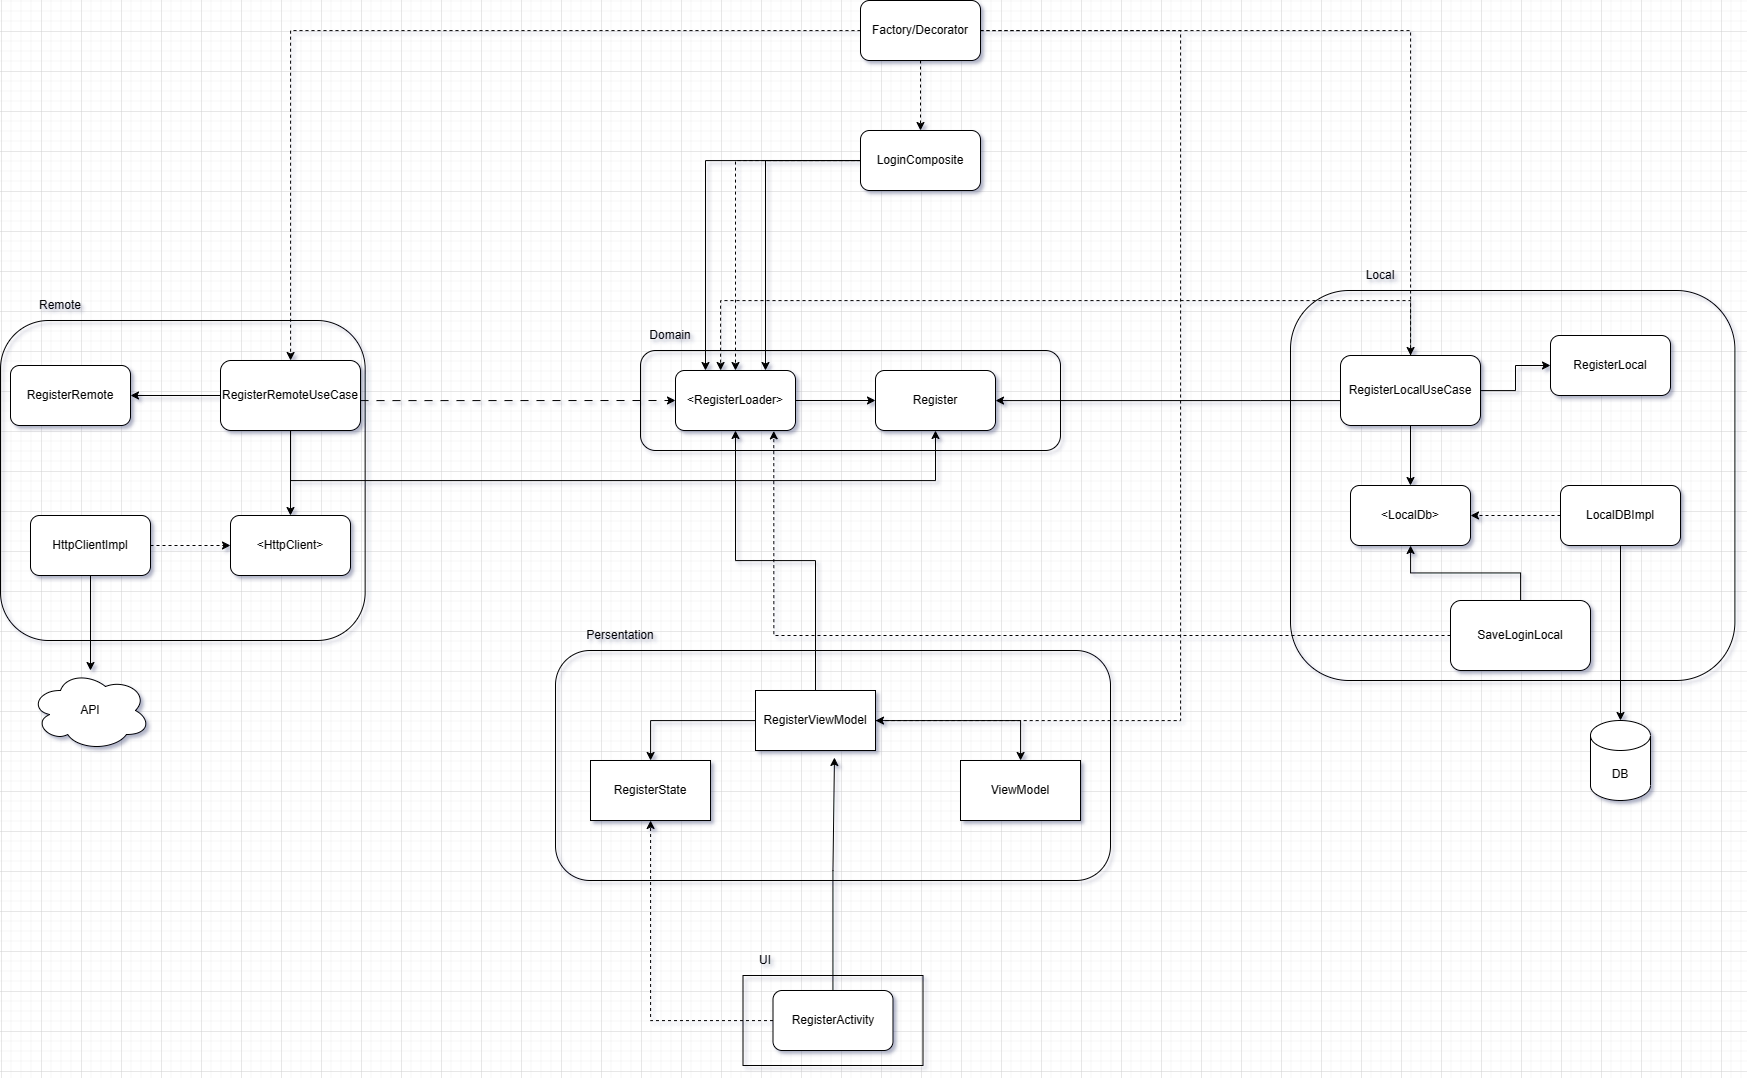 Factory/Decorator
LoginComposite
Local
Remote
Domain
RegisterLocal
RegisterRemote
RegisterRemoteUseCase
<RegisterLoader>
Register
RegisterLocalUseCase
<LocalDb>
LocalDBImpl
HttpClientImpl
<HttpClient>
Persentation
SaveLoginLocal
API
RegisterViewModel
DB
RegisterState
ViewModel
UI
RegisterActivity